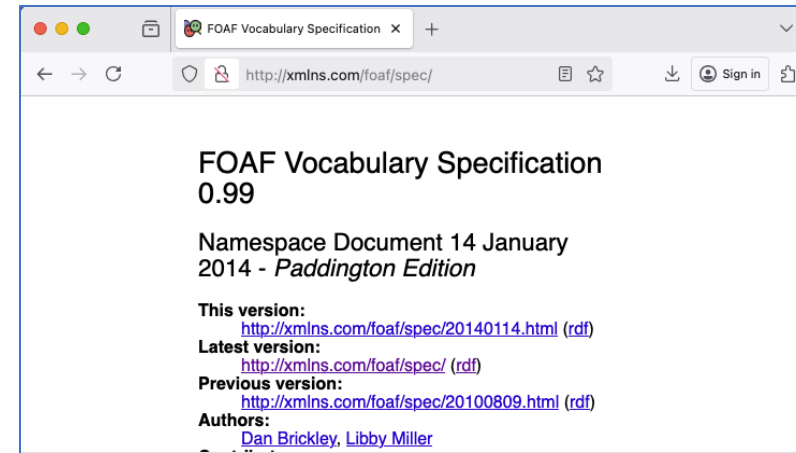 FOAF Vocabulary Specification
http://xmlns.com/foaf/spec/
Sign in
FOAF Vocabulary Specification
0.99
Namespace Document 14 January
2014 - Paddington Edition
This version:
http://xmlns.com/foaf/spec/20140114.html (rdf)
Latest version:
http://xmlns.com/foaf/spec/ (rdf)
Previous version:
http://xmlns.com/foaf/spec/20100809.html (rdf)
Authors:
Dan Brickley, Libby Miller